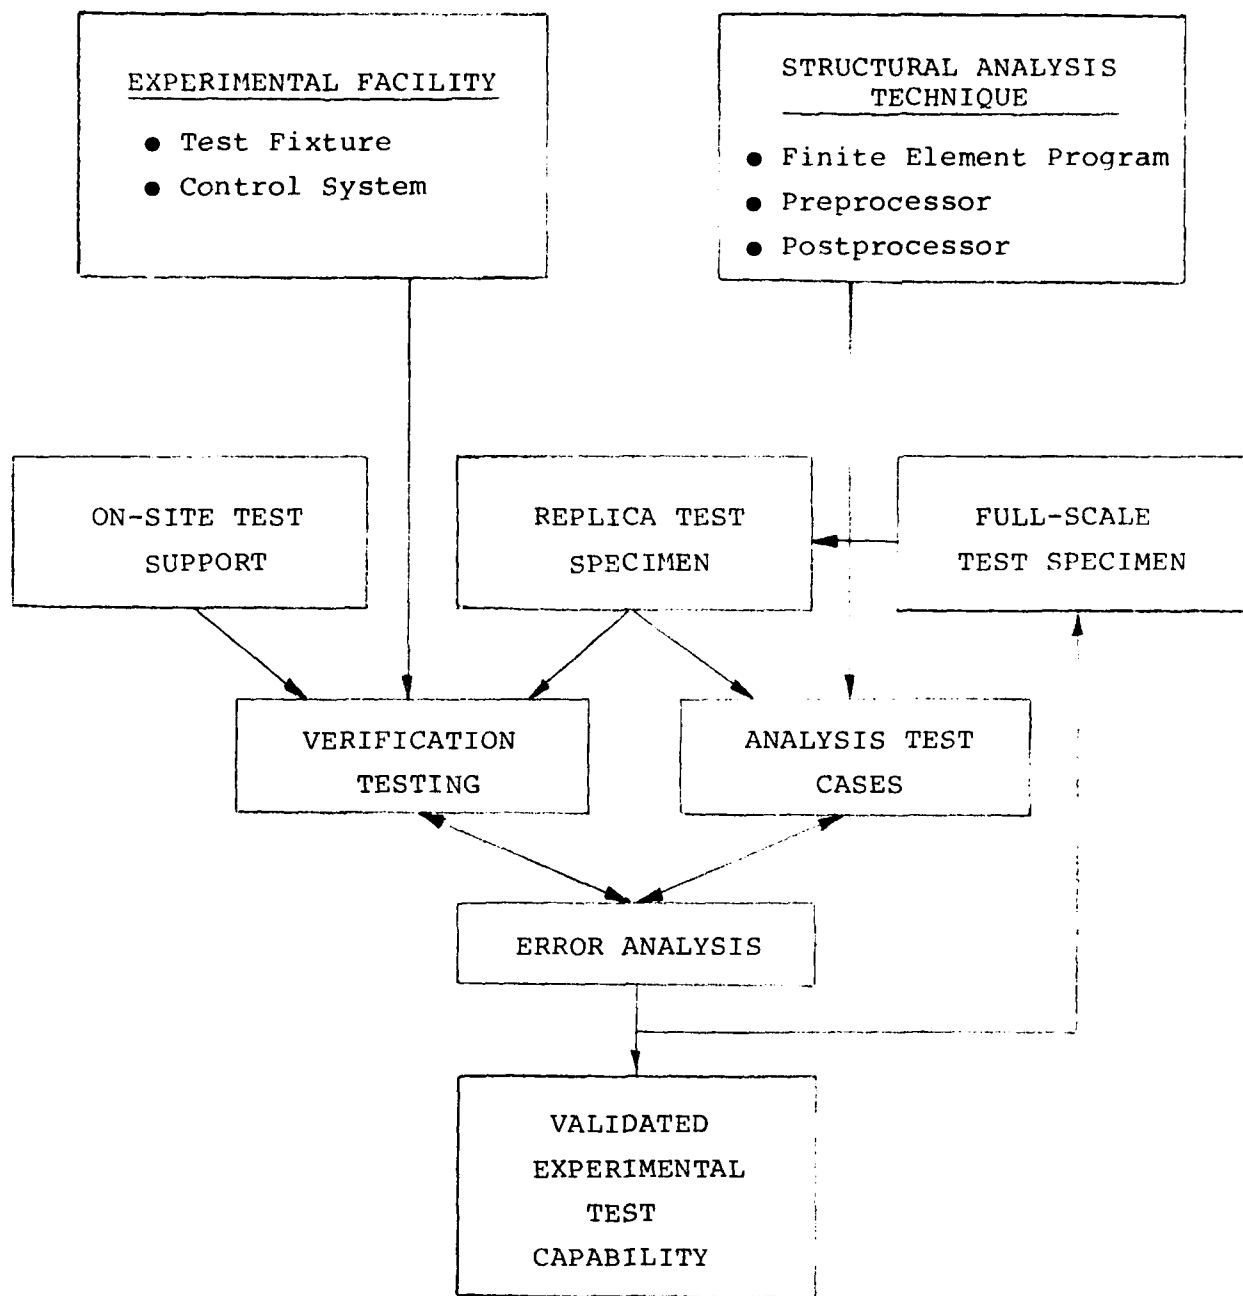 EXPERIMENTAL FACILITY
● Test Fixture
● Control System
STRUCTURAL ANALYSIS
TECHNIQUE
● Finite Element Program
● Preprocessor
● Postprocessor
ON-SITE TEST
SUPPORT
REPLICA TEST
SPECIMEN
FULL-SCALE
TEST SPECIMEN
VERIFICATION
TESTING
ANALYSIS TEST
CASES
ERROR ANALYSIS
VALIDATED
EXPERIMENTAL
TEST
CAPABILITY